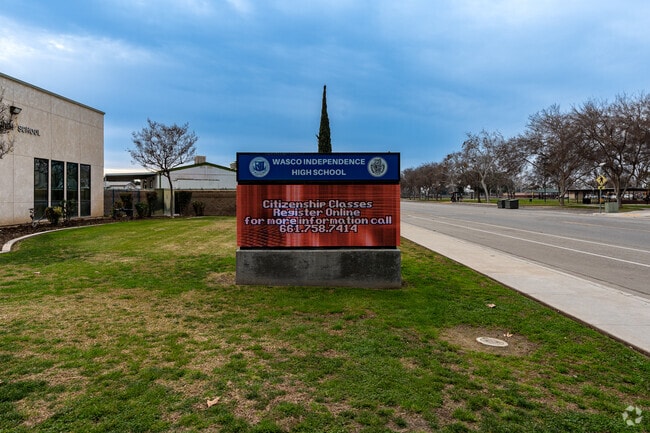 SCHOOL
WASCO INDEPENDENCE
HIGH SCHOOL
Citizenship Classes
Register Online
for more information call
661.758.7414